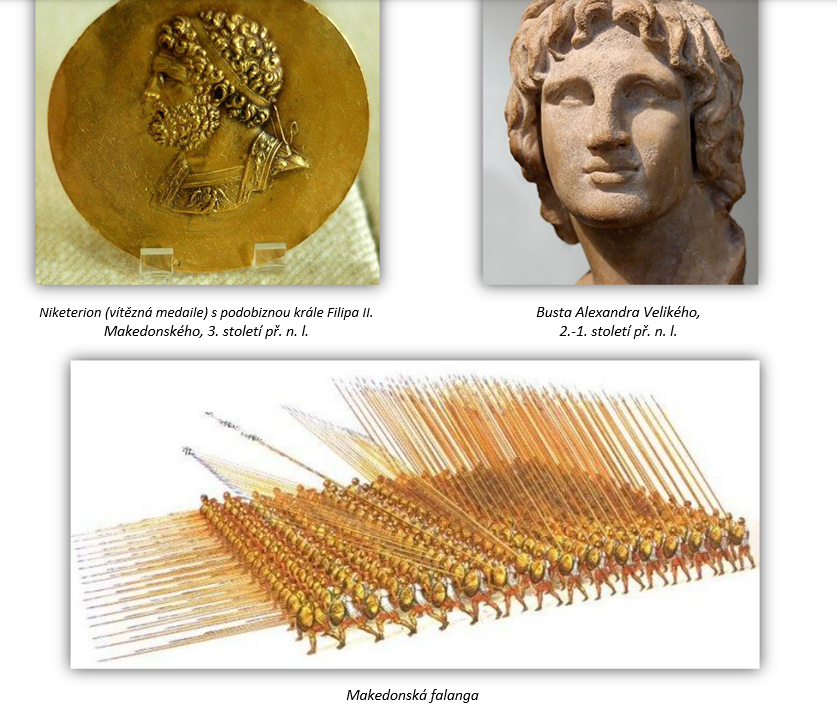 Niketerion (vítězná medaile) s podobiznou krále Filipa II.
Makedonského, 3. století př. n. l.
Busta Alexandra Velikého,
2.-1. století př. n. l.
Makedonská falanga